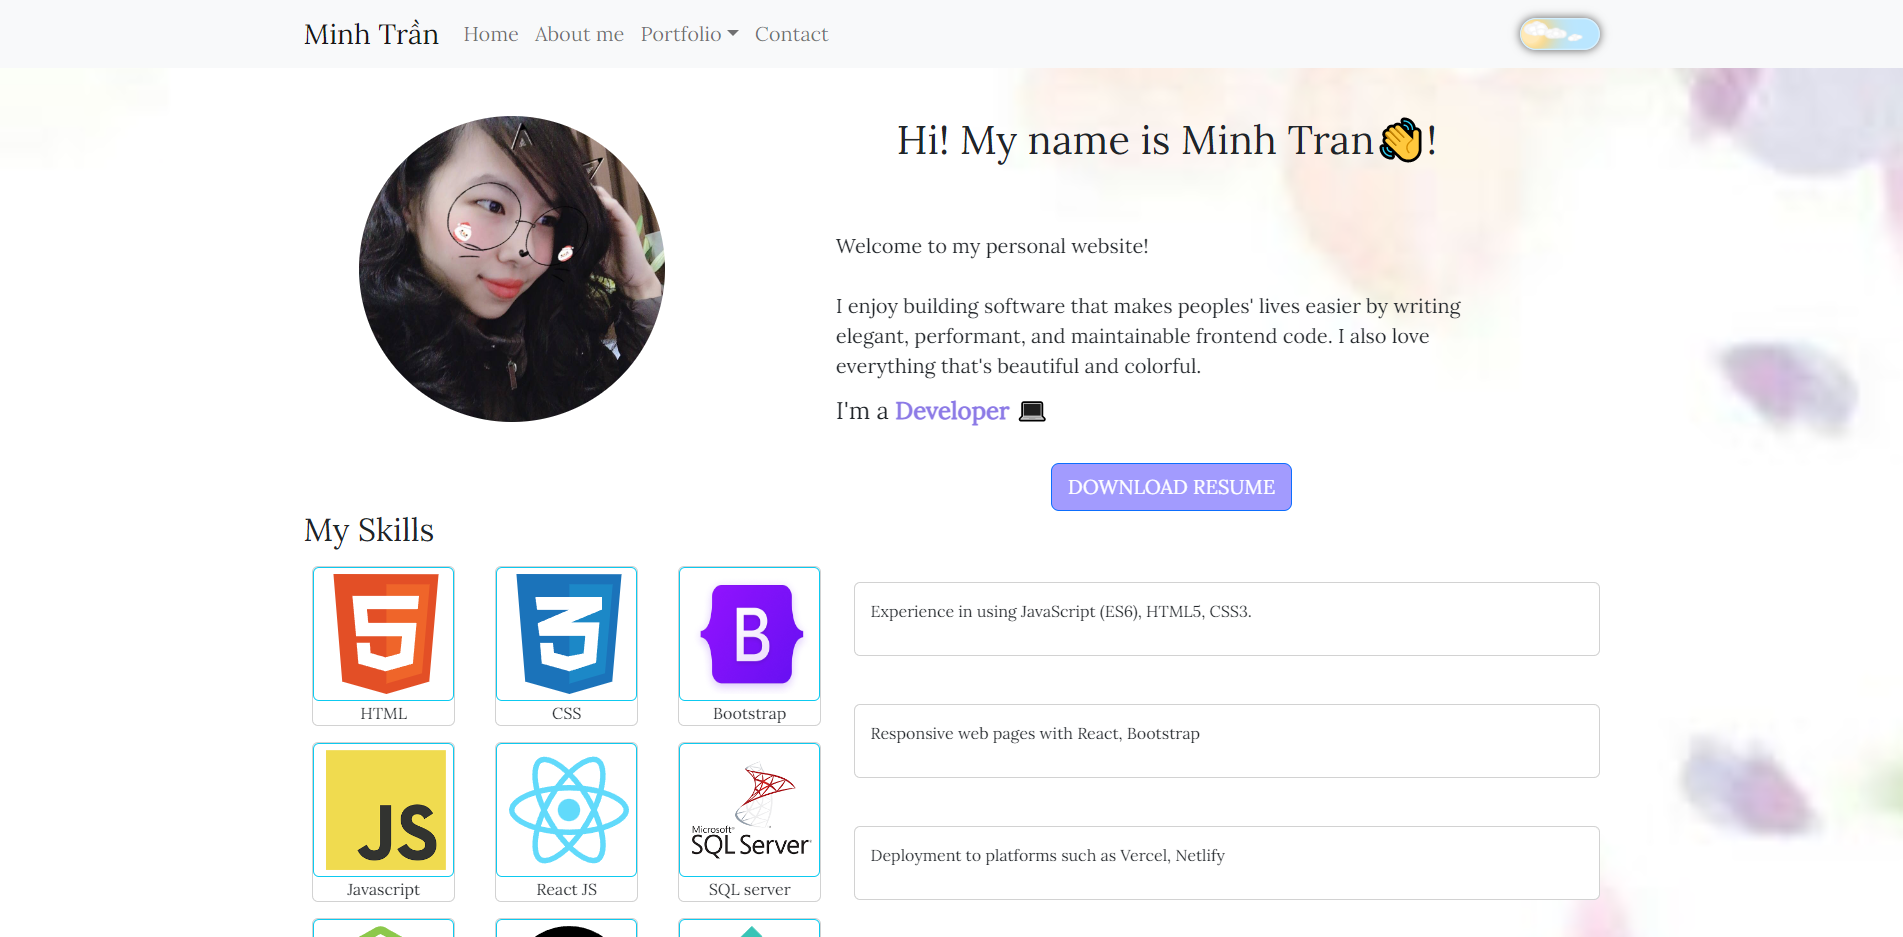 Minh Trần
Home
About me
Portfolio
Contact
Hi! My name is Minh Tran👋!
Welcome to my personal website!
I enjoy building software that makes peoples' lives easier by writing
elegant, performant, and maintainable frontend code. I also love
everything that's beautiful and colorful.
I'm a Developer 💻
DOWNLOAD RESUME
My Skills
5
HTML
3
CSS
B
Bootstrap
JS
Javascript
React JS
Microsoft®
SQL Server
SQL server
Experience in using JavaScript (ES6), HTML5, CSS3.
Responsive web pages with React, Bootstrap
Deployment to platforms such as Vercel, Netlify